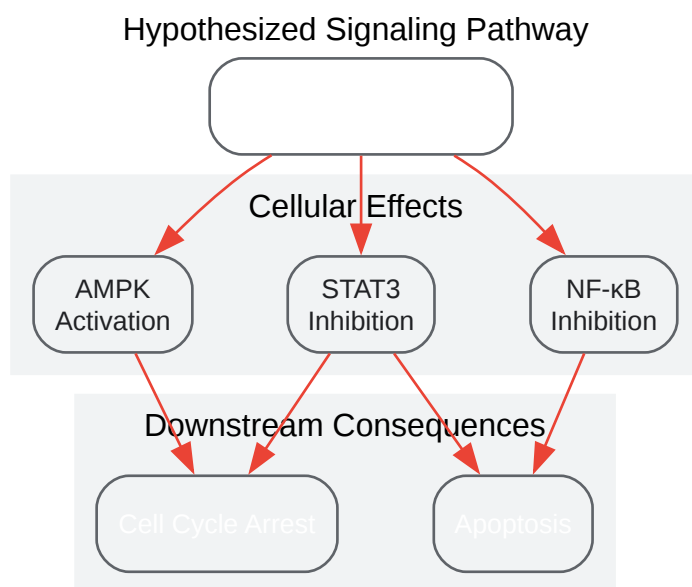 Hypothesized Signaling Pathway
Cellular Effects
AMPK
Activation
STAT3
Inhibition
NF-κB
Inhibition
Downstream Consequences
Cell Cycle Arrest
Apoptosis